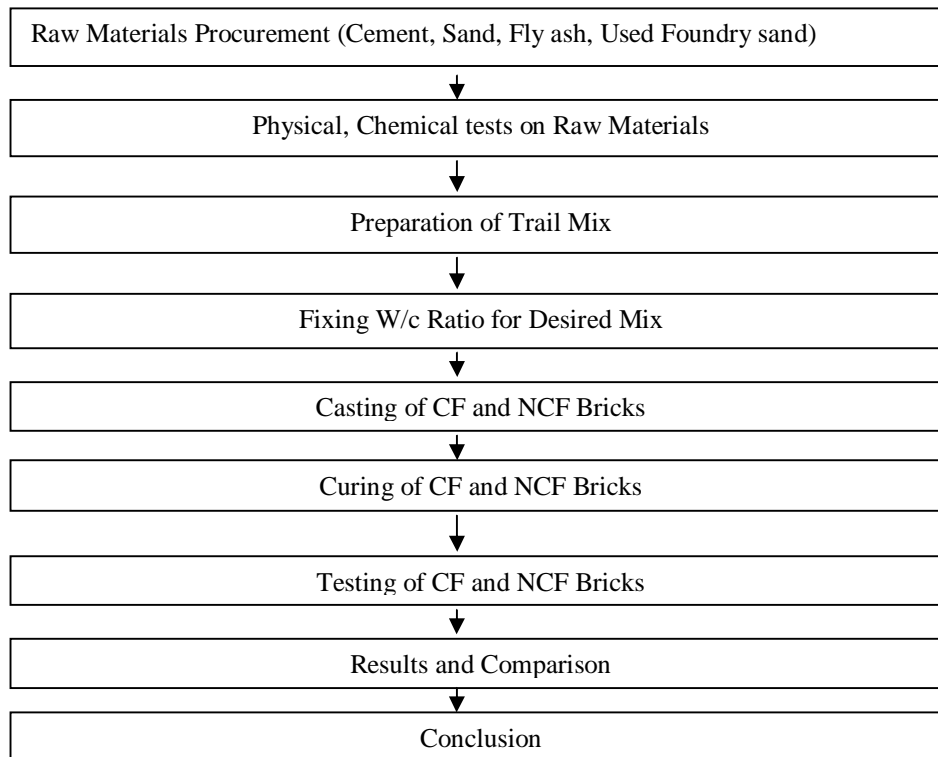 Raw Materials Procurement (Cement, Sand, Fly ash, Used Foundry sand)
Physical, Chemical tests on Raw Materials
Preparation of Trail Mix
Fixing W/c Ratio for Desired Mix
Casting of CF and NCF Bricks
Curing of CF and NCF Bricks
Testing of CF and NCF Bricks
Results and Comparison
Conclusion